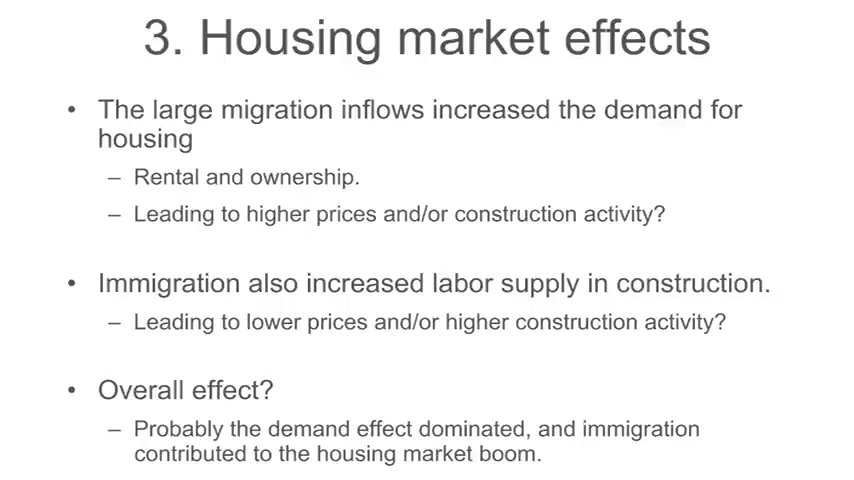 3. Housing market effects
• The large migration inflows increased the demand for
housing
– Rental and ownership.
– Leading to higher prices and/or construction activity?
• Immigration also increased labor supply in construction.
– Leading to lower prices and/or higher construction activity?
• Overall effect?
– Probably the demand effect dominated, and immigration
contributed to the housing market boom.